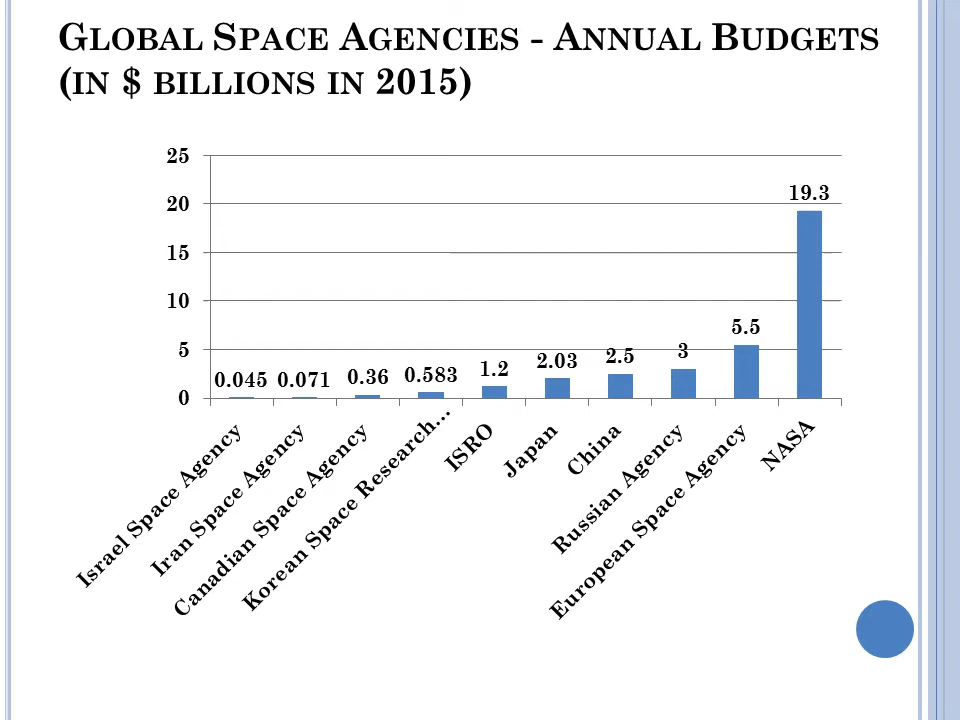 GLOBAL SPACE AGENCIES - ANNUAL BUDGETS
(IN $ BILLIONS IN 2015)
25
20
15
10
5
0
0.045
0.071
0.36
0.583
1.2
2.03
2.5
3
5.5
19.3
Israel Space Agency
Iran Space Agency
Canadian Space Agency
Korean Space Research...
ISRO
Japan
China
Russian Agency
European Space Agency
NASA